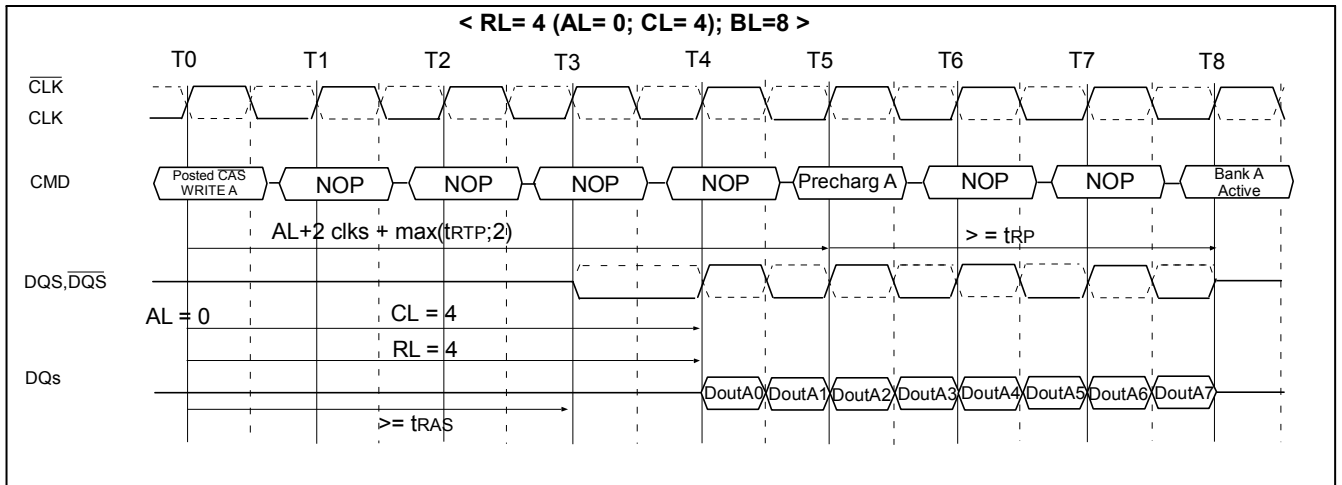 < RL= 4 (AL= 0; CL= 4); BL=8 >
T0 T1 T2 T3 T4 T5 T6 T7 T8
CLK
CLK
CMD
Posted CAS
WRITE A
NOP NOP NOP NOP Precharg A NOP NOP
Bank A
Active
AL+2 clks + max(tRTP;2)
> = tRP
DQS,DQS
AL = 0
CL = 4
RL = 4
DQs
DoutA0 DoutA1 DoutA2 DoutA3 DoutA4 DoutA5 DoutA6 DoutA7
>= tRAS